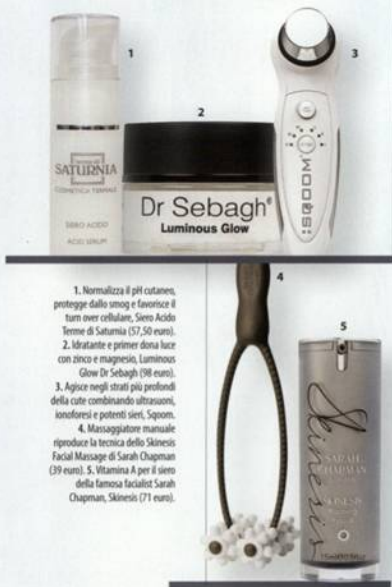 1
3
2
TERME DI
SATURNIA
COSMETICA TERMALE
SIERO ACIDO
ACID SERUM
Dr Sebagh®
Luminous Glow
SQOOM
4
5
1. Normalizza il pH cutaneo,
protegge dallo smog e favorisce il
turn over cellulare, Siero Acido
Terme di Saturnia (57,50 euro).
2. Idratante e primer dona luce
con zinco e magnesio, Luminous
Glow Dr Sebagh (98 euro).
3. Agisce negli strati più profondi
della cute combinando ultrasuoni,
ionoforesi e potenti sieri, Sqoom.
4. Massaggiatore manuale
riproduce la tecnica dello Skinesis
Facial Massage di Sarah Chapman
(39 euro). 5. Vitamina A per il siero
della famosa facialist Sarah
Chapman, Skinesis (71 euro).
Skinesis
SARAH
CHAPMAN
SKINESIS